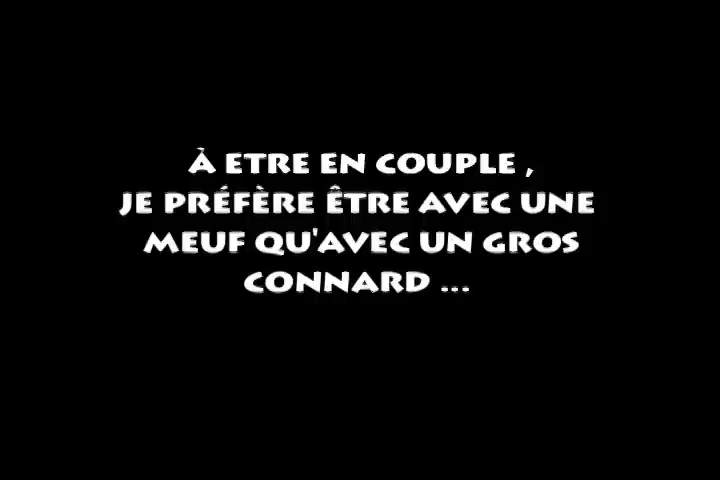 À ETRE EN COUPLE ,
JE PRÉFÈRE ÊTRE AVEC UNE
MEUF QU'AVEC UN GROS
CONNARD ...